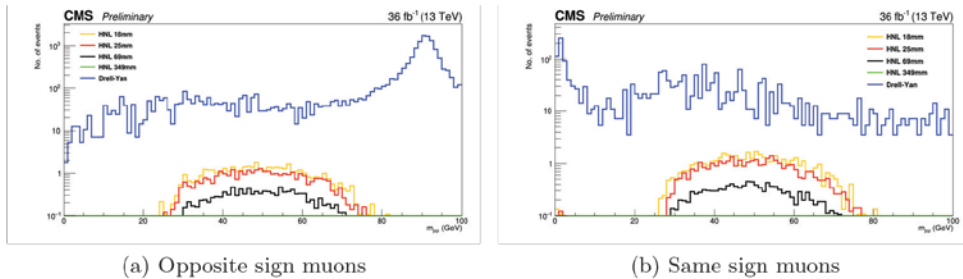 CMS Preliminary 36 fb⁻¹ (13 TeV)
No. of events
HNL 18mm
HNL 25mm
HNL 69mm
HNL 349mm
Drell-Yan
10³
10²
10
1
10⁻¹
0 20 40 60 80 100
m_μμ (GeV)
(a) Opposite sign muons
CMS Preliminary 36 fb⁻¹ (13 TeV)
No. of events
HNL 18mm
HNL 25mm
HNL 69mm
HNL 349mm
Drell-Yan
10²
10
1
10⁻¹
0 20 40 60 80 100
m_μμ (GeV)
(b) Same sign muons